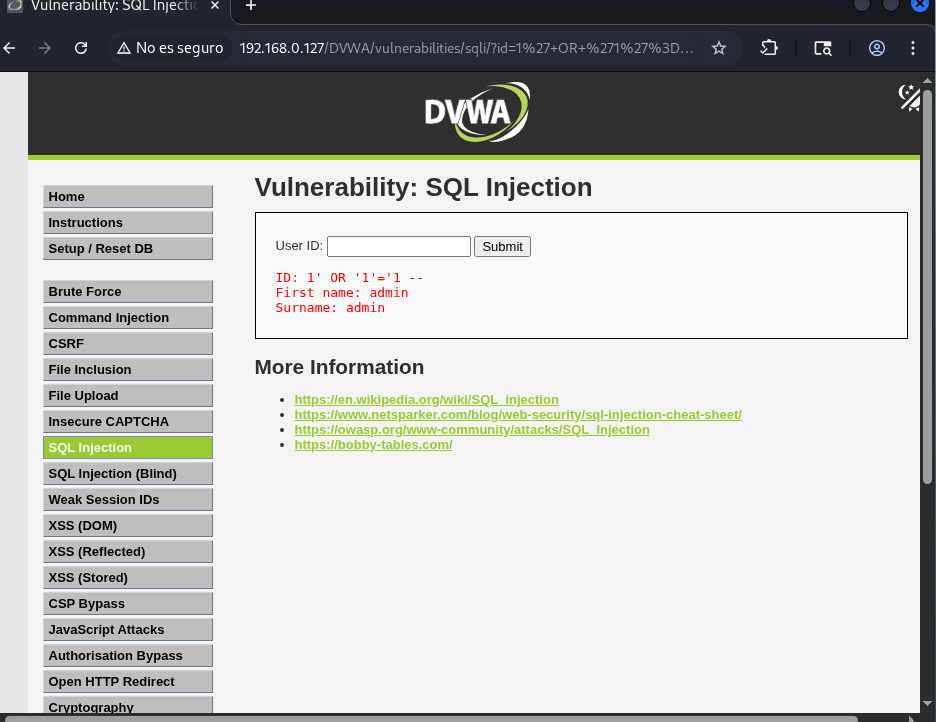 Vulnerability: SQL Injectio
No es seguro 192.168.0.127/DVWA/vulnerabilities/sqli/?id=1%27+OR+%271%27%3D...
DVWA
Vulnerability: SQL Injection
Home
Instructions
Setup / Reset DB
Brute Force
Command Injection
CSRF
File Inclusion
File Upload
Insecure CAPTCHA
SQL Injection
SQL Injection (Blind)
Weak Session IDs
XSS (DOM)
XSS (Reflected)
XSS (Stored)
CSP Bypass
JavaScript Attacks
Authorisation Bypass
Open HTTP Redirect
Cryptography
User ID: Submit
ID: 1' OR '1'='1 --
First name: admin
Surname: admin
More Information
https://en.wikipedia.org/wiki/SQL_injection
https://www.netsparker.com/blog/web-security/sql-injection-cheat-sheet/
https://owasp.org/www-community/attacks/SQL_Injection
https://bobby-tables.com/